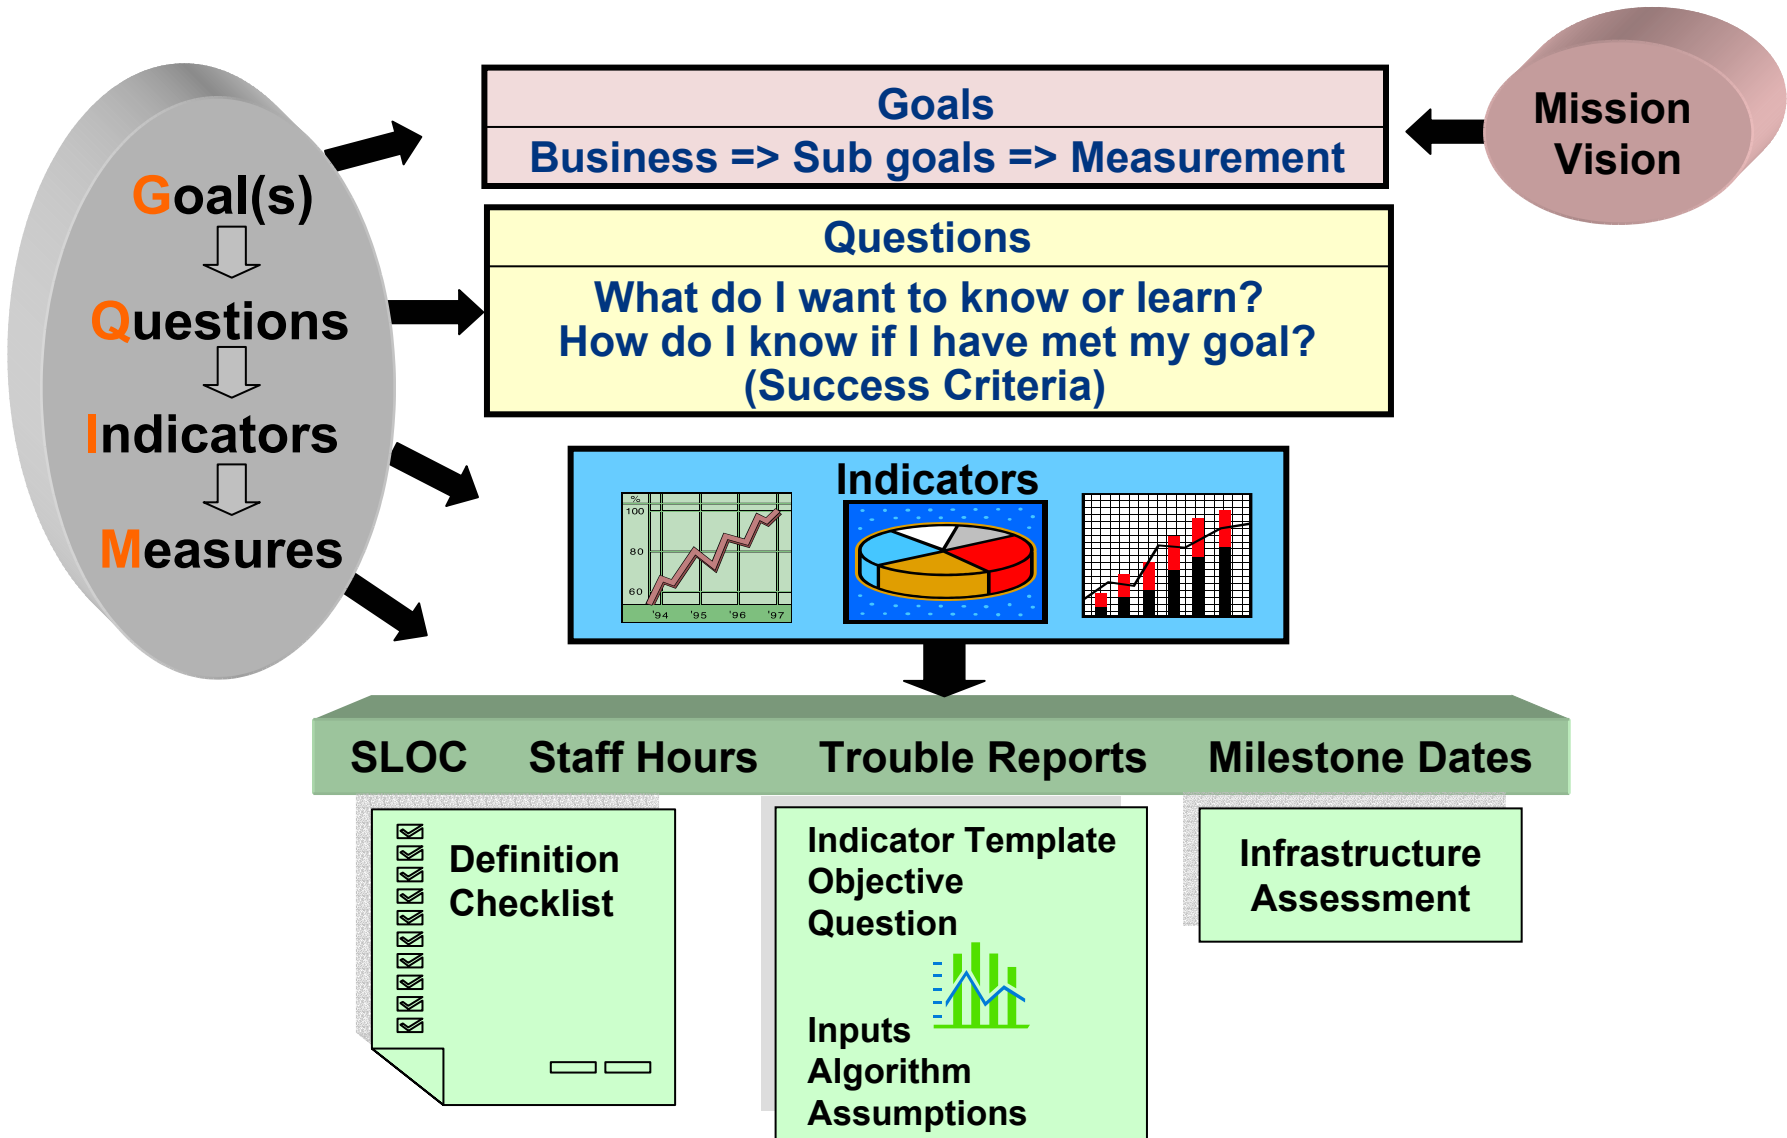 Goal(s)
Questions
Indicators
Measures
Goals
Business => Sub goals => Measurement
Mission
Vision
Questions
What do I want to know or learn?
How do I know if I have met my goal?
(Success Criteria)
Indicators
%
100
80
60
'94 '95 '96 '97
SLOC Staff Hours Trouble Reports Milestone Dates
Definition
Checklist
Indicator Template
Objective
Question
Inputs
Algorithm
Assumptions
Infrastructure
Assessment